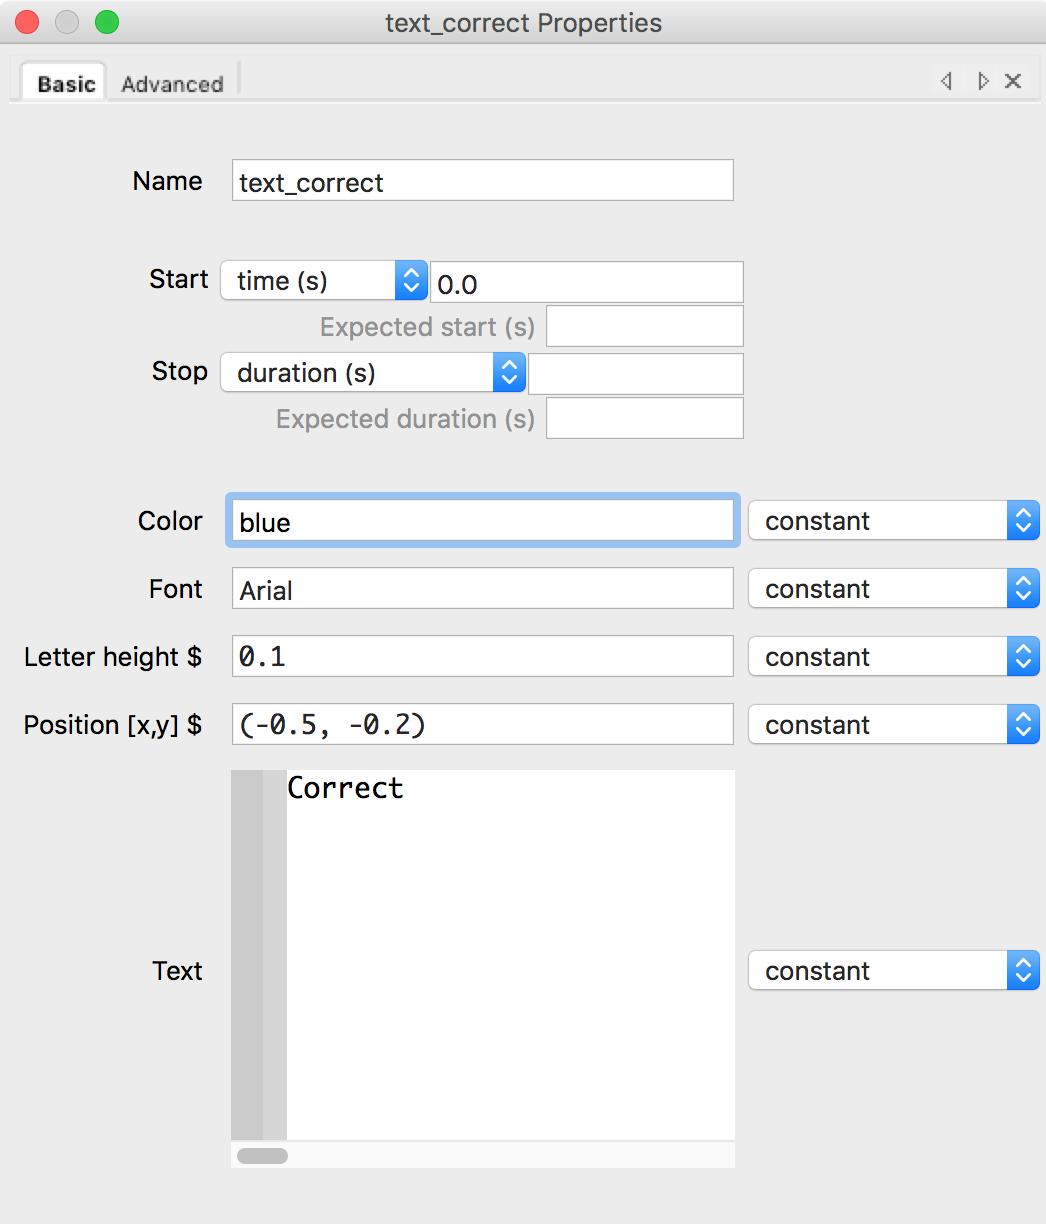 text_correct Properties
Basic Advanced
Name text_correct
Start time (s) 0.0
Expected start (s)
Stop duration (s)
Expected duration (s)
Color blue constant
Font Arial constant
Letter height $ 0.1 constant
Position [x,y] $ (-0.5, -0.2) constant
Correct
Text constant